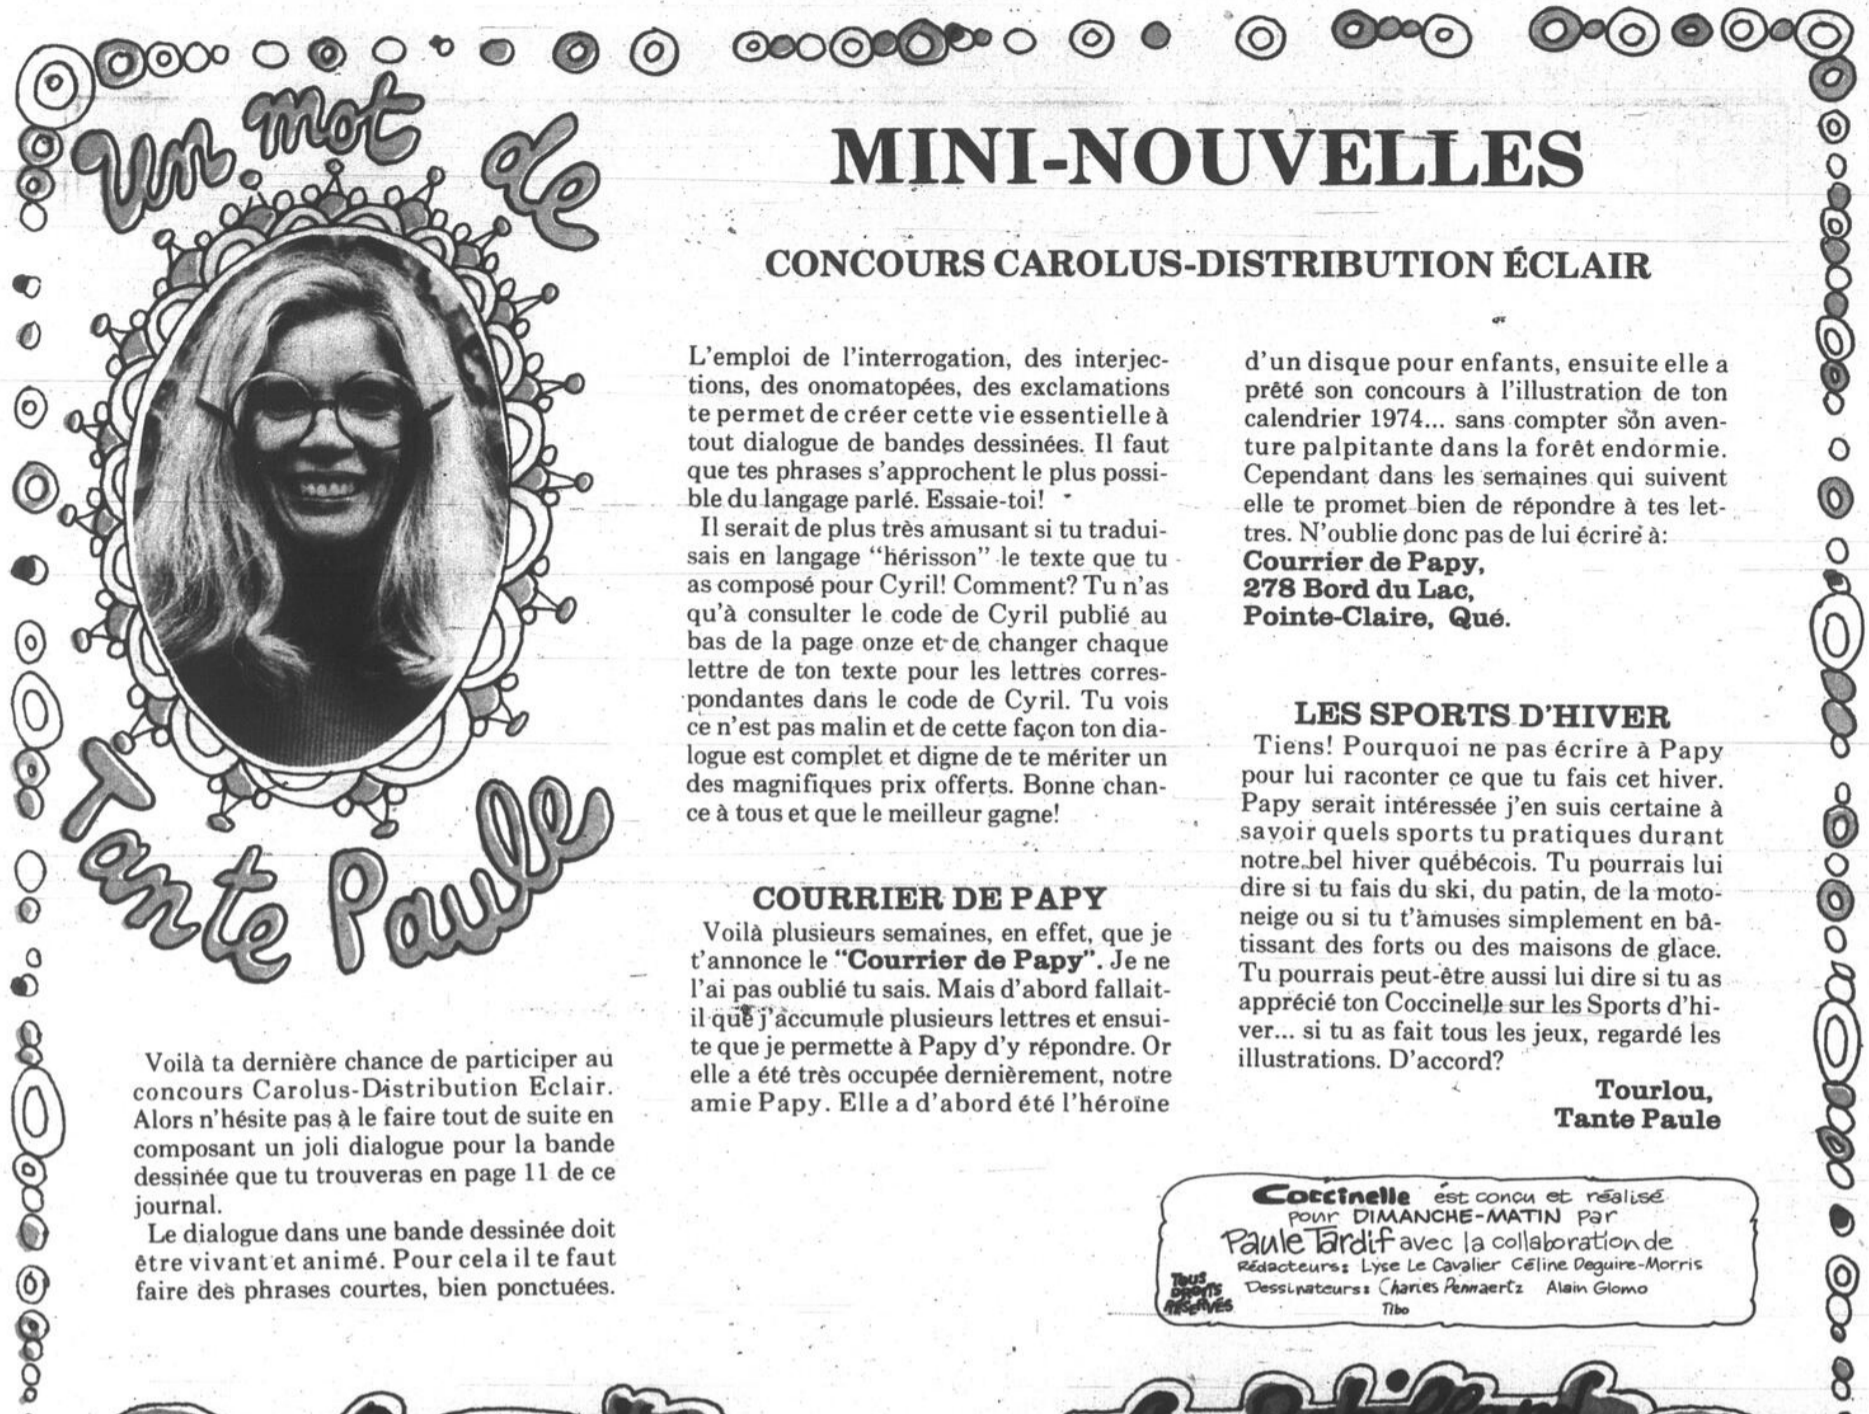 Un mot de
Tante Paule
MINI-NOUVELLES
CONCOURS CAROLUS-DISTRIBUTION ÉCLAIR
Voilà ta dernière chance de participer au
concours Carolus-Distribution Eclair.
Alors n'hésite pas à le faire tout de suite en
composant un joli dialogue pour la bande
dessinée que tu trouveras en page 11 de ce
journal.
Le dialogue dans une bande dessinée doit
être vivant et animé. Pour cela il te faut
faire des phrases courtes, bien ponctuées.
L'emploi de l'interrogation, des interjec-
tions, des onomatopées, des exclamations
te permet de créer cette vie essentielle à
tout dialogue de bandes dessinées. Il faut
que tes phrases s'approchent le plus possi-
ble du langage parlé. Essaie-toi!
Il serait de plus très amusant si tu tradui-
sais en langage "hérisson" le texte que tu
as composé pour Cyril! Comment? Tu n'as
qu'à consulter le code de Cyril publié au
bas de la page onze et de changer chaque
lettre de ton texte pour les lettres corres-
pondantes dans le code de Cyril. Tu vois
ce n'est pas malin et de cette façon ton dia-
logue est complet et digne de te mériter un
des magnifiques prix offerts. Bonne chan-
ce à tous et que le meilleur gagne!
COURRIER DE PAPY
Voilà plusieurs semaines, en effet, que je
t'annonce le "Courrier de Papy". Je ne
l'ai pas oublié tu sais. Mais d'abord fallait-
il que j'accumule plusieurs lettres et ensui-
te que je permette à Papy d'y répondre. Or
elle a été très occupée dernièrement, notre
amie Papy. Elle a d'abord été l'héroïne
d'un disque pour enfants, ensuite elle a
prêté son concours à l'illustration de ton
calendrier 1974... sans compter son aven-
ture palpitante dans la forêt endormie.
Cependant dans les semaines qui suivent
elle te promet bien de répondre à tes let-
tres. N'oublie donc pas de lui écrire à:
Courrier de Papy,
278 Bord du Lac,
Pointe-Claire, Qué.
LES SPORTS D'HIVER
Tiens! Pourquoi ne pas écrire à Papy
pour lui raconter ce que tu fais cet hiver.
Papy serait intéressée j'en suis certaine à
savoir quels sports tu pratiques durant
notre bel hiver québécois. Tu pourrais lui
dire si tu fais du ski, du patin, de la moto-
neige ou si tu t'amuses simplement en bâ-
tissant des forts ou des maisons de glace.
Tu pourrais peut-être aussi lui dire si tu as
apprécié ton Coccinelle sur les Sports d'hi-
ver... si tu as fait tous les jeux, regardé les
illustrations. D'accord?
Tourlou,
Tante Paule
Coccinelle est conçu et réalisé
pour DIMANCHE-MATIN par
Paule Tardif avec la collaboration de
Rédacteurs: Lyse Le Cavalier Céline Deguire-Morris
Dessinateurs: Charles Pennaertz Alain Glomo
Tibo
TOUS
DROITS
RÉSERVÉS